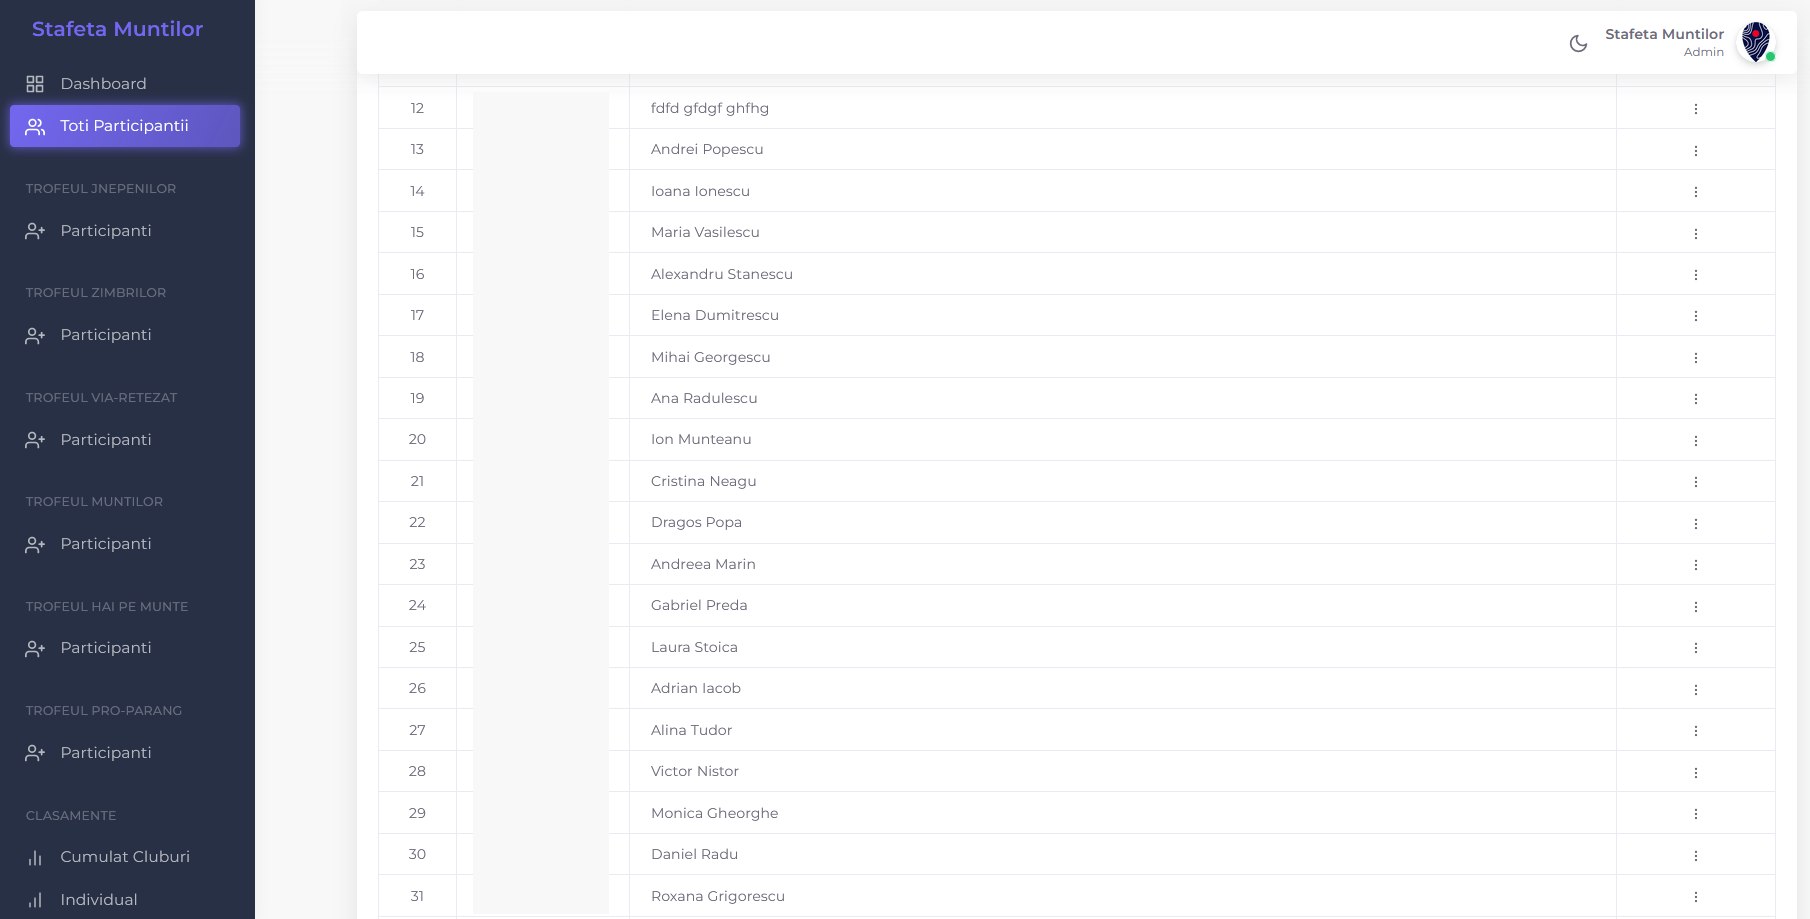 Stafeta Muntilor
Dashboard
Toti Participantii
TROFEUL JNEPENILOR
Participanti
TROFEUL ZIMBRILOR
Participanti
TROFEUL VIA-RETEZAT
Participanti
TROFEUL MUNTILOR
Participanti
TROFEUL HAI PE MUNTE
Participanti
TROFEUL PRO-PARANG
Participanti
CLASAMENTE
Cumulat Cluburi
Individual
Stafeta Muntilor
Admin
12 fdfd gfdgf ghfhg
13 Andrei Popescu
14 Ioana Ionescu
15 Maria Vasilescu
16 Alexandru Stanescu
17 Elena Dumitrescu
18 Mihai Georgescu
19 Ana Radulescu
20 Ion Munteanu
21 Cristina Neagu
22 Dragos Popa
23 Andreea Marin
24 Gabriel Preda
25 Laura Stoica
26 Adrian Iacob
27 Alina Tudor
28 Victor Nistor
29 Monica Gheorghe
30 Daniel Radu
31 Roxana Grigorescu